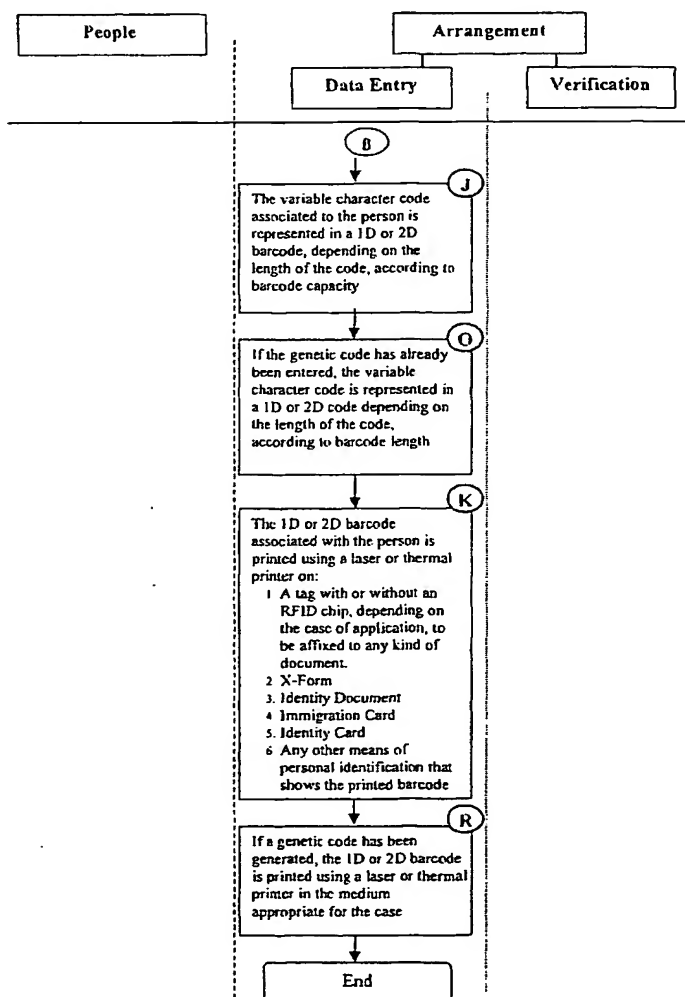 People
Arrangement
Data Entry
Verification
8
J
The variable character code
associated to the person is
represented in a 1D or 2D
barcode, depending on the
length of the code, according to
barcode capacity
O
If the genetic code has already
been entered, the variable
character code is represented in
a 1D or 2D code depending on
the length of the code,
according to barcode length
K
The 1D or 2D barcode
associated with the person is
printed using a laser or thermal
printer on:
1 A tag with or without an
RFID chip, depending on
the case of application, to
be affixed to any kind of
document.
2 X-Form
3. Identity Document
4 Immigration Card
5. Identity Card
6 Any other means of
personal identification that
shows the printed barcode
R
If a genetic code has been
generated, the 1D or 2D barcode
is printed using a laser or thermal
printer in the medium
appropriate for the case
End